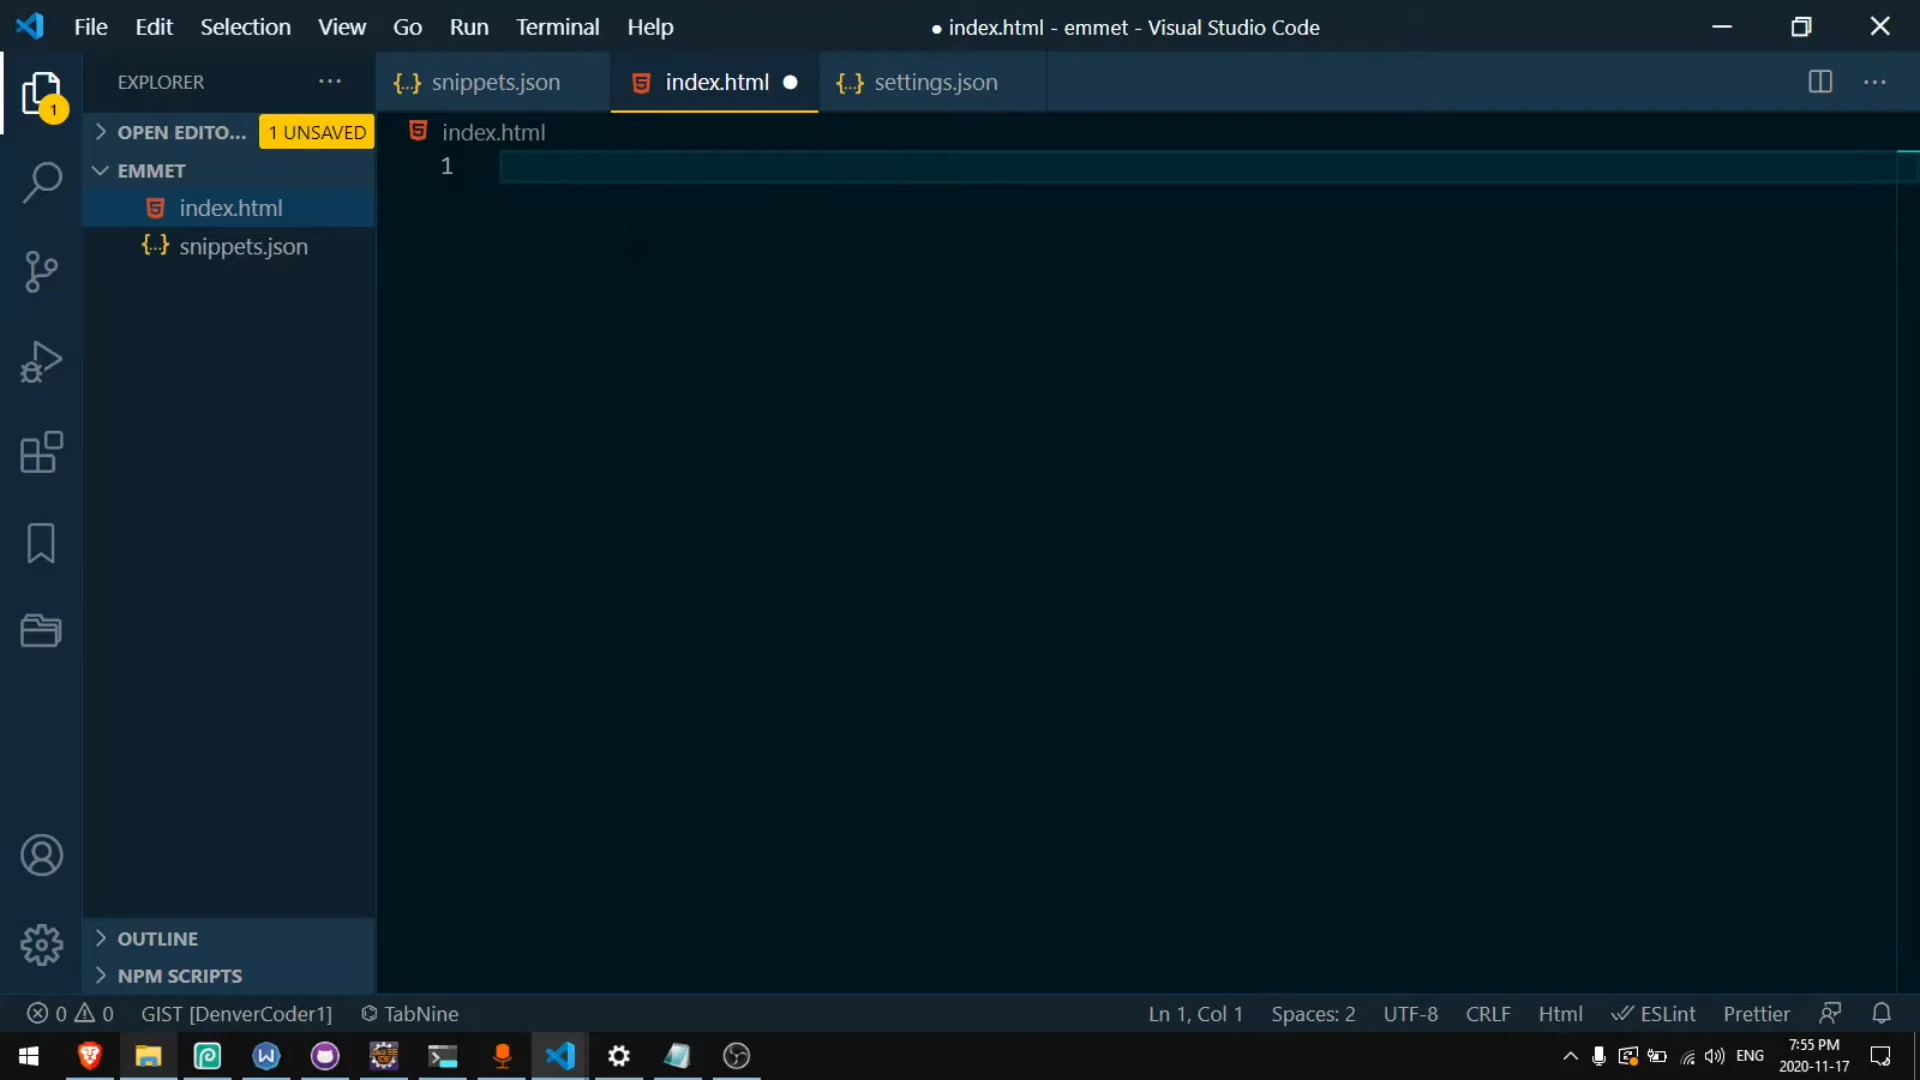 File Edit Selection View Go Run Terminal Help
● index.html - emmet - Visual Studio Code
EXPLORER
1
OPEN EDITO... 1 UNSAVED
EMMET
index.html
snippets.json
OUTLINE
NPM SCRIPTS
snippets.json
index.html
settings.json
index.html
1
0 0 GIST [DenverCoder1] TabNine
Ln 1, Col 1 Spaces: 2 UTF-8 CRLF Html ESLint Prettier
ENG
7:55 PM
2020-11-17